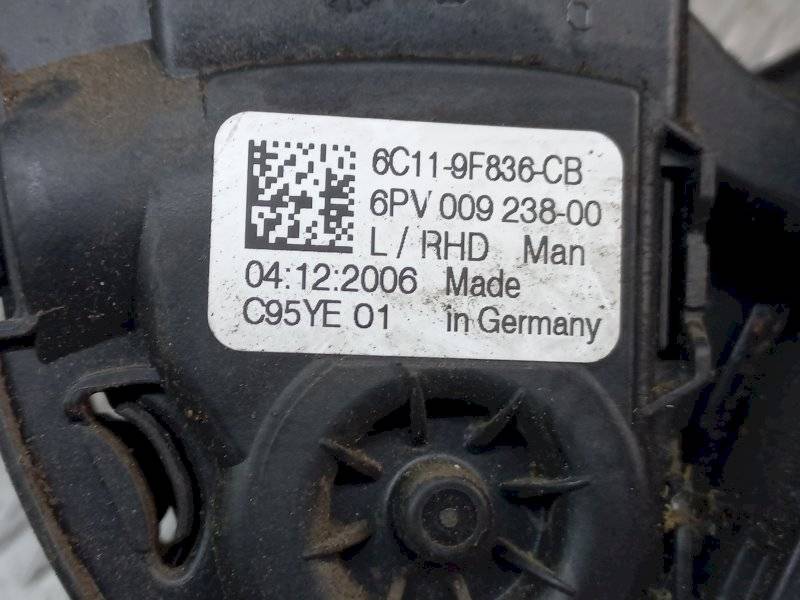 6C11-9F836-CB
6PV 009 238-00
L / RHD Man
04:12:2006 Made
C95YE 01 in Germany